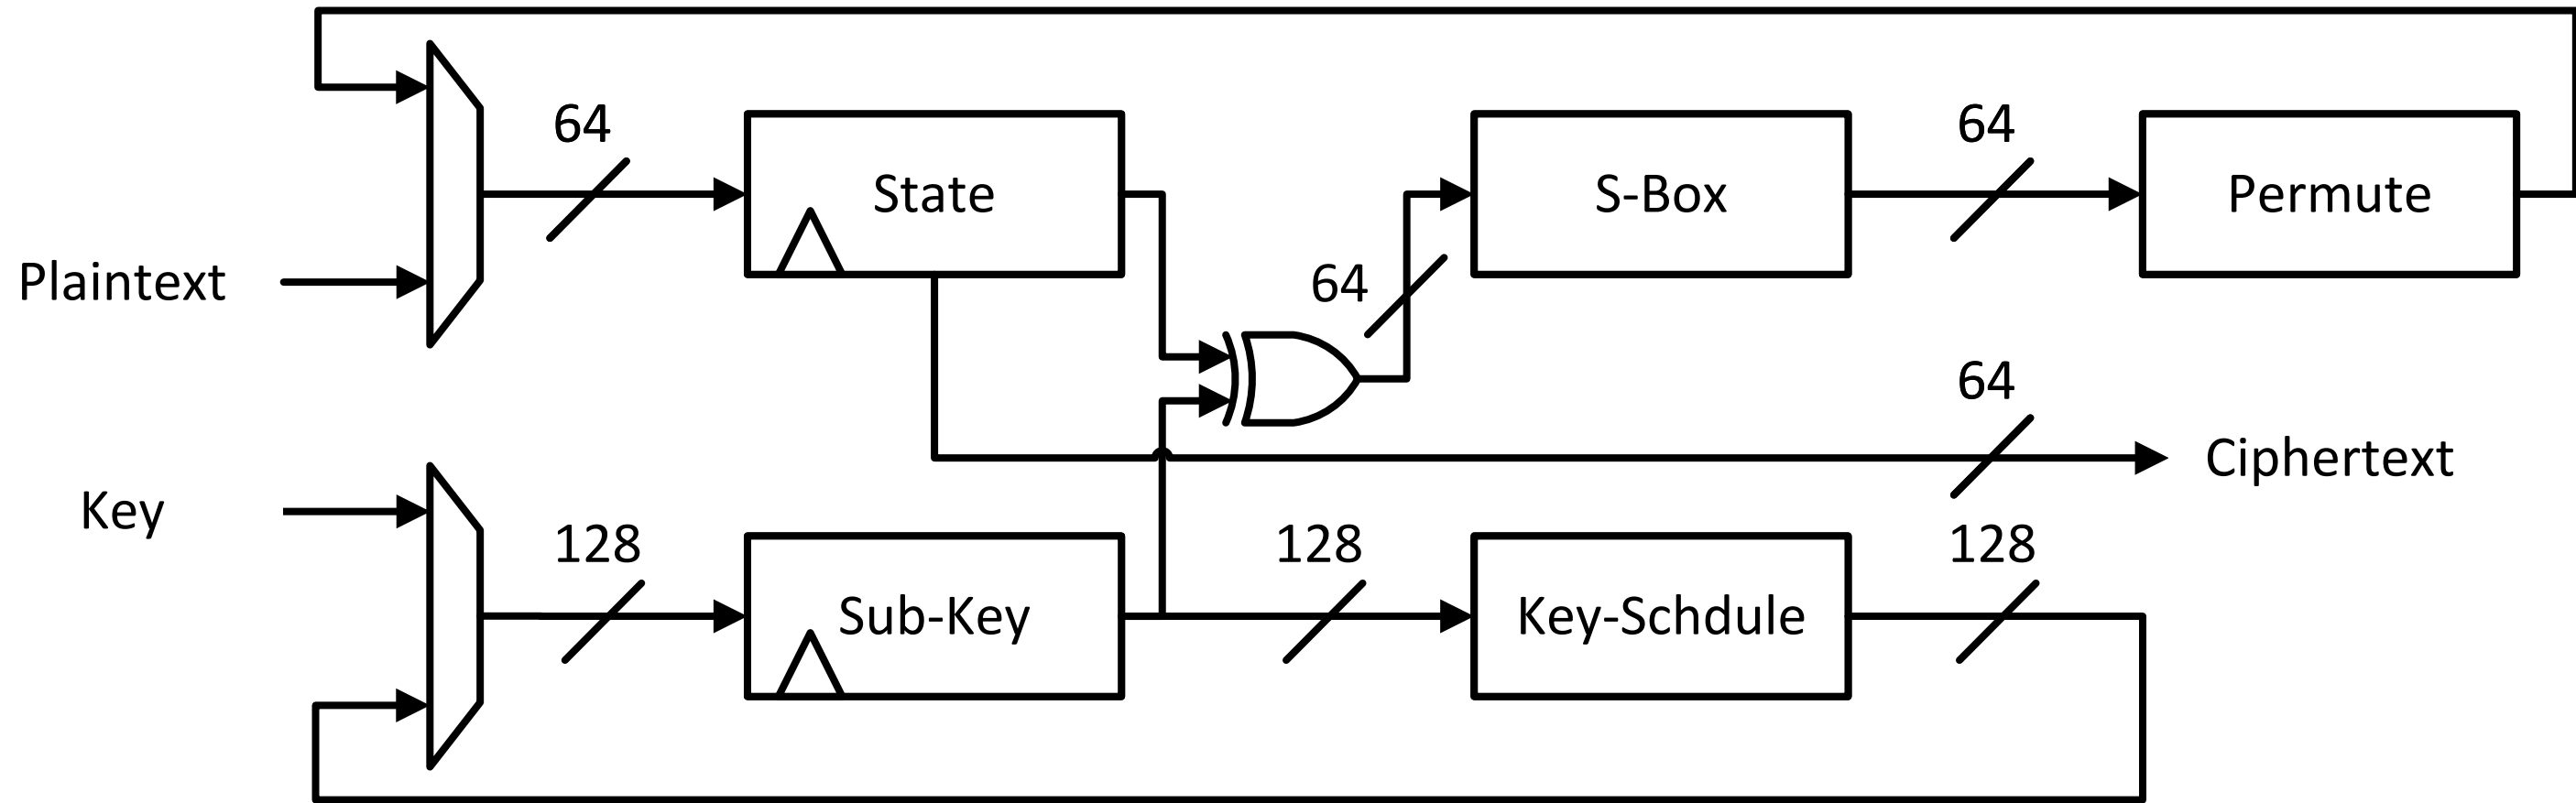 64
State
S-Box
64
Permute
Plaintext
64
64
Ciphertext
Key
128
Sub-Key
128
Key-Schdule
128